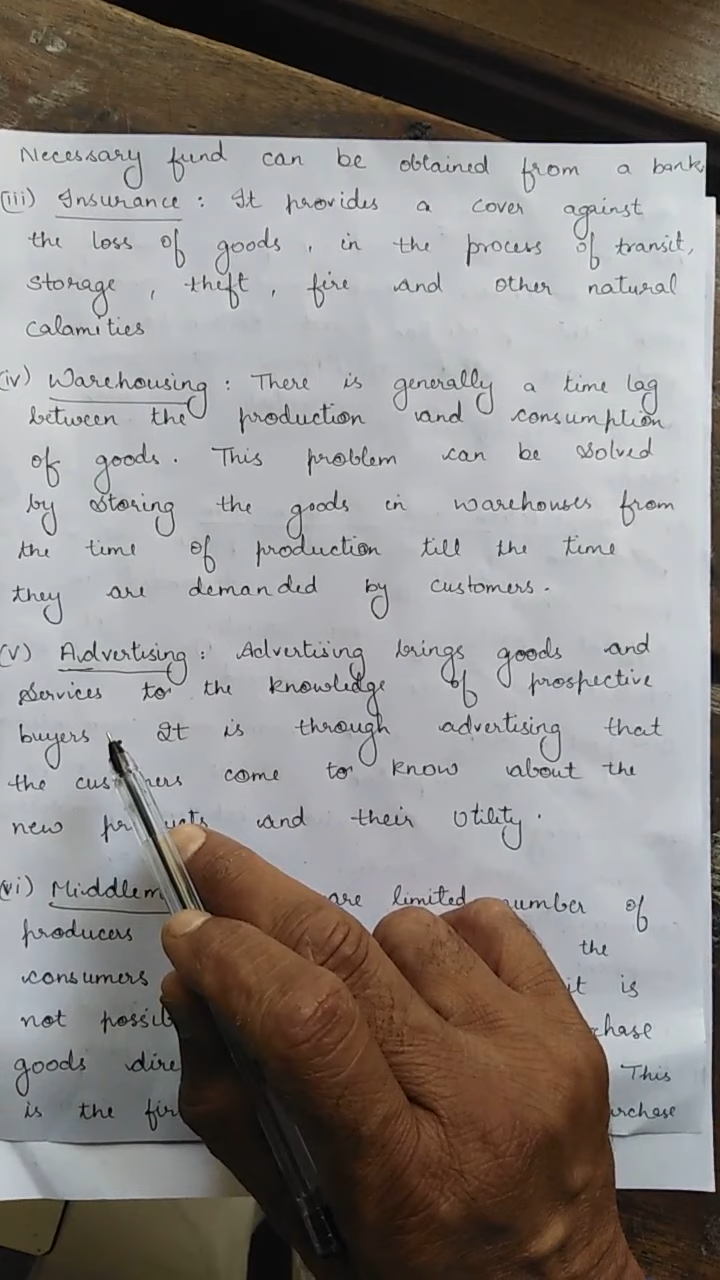 Necessary fund can be obtained from a bank
(iii) Insurance : It provides a cover against
the loss of goods, in the process of transit,
storage, theft, fire and other natural
calamities
(iv) Warehousing : There is generally a time lag
between the production and consumption
of goods. This problem can be solved
by storing the goods in warehouses from
the time of production till the time
they are demanded by customers.
(v) Advertising : Advertising brings goods and
services to the knowledge of prospective
buyers. It is through advertising that
the customers come to know about the
new products and their utility.
(vi) are limited number of
producers the
consumers it is
not
goods This
is the